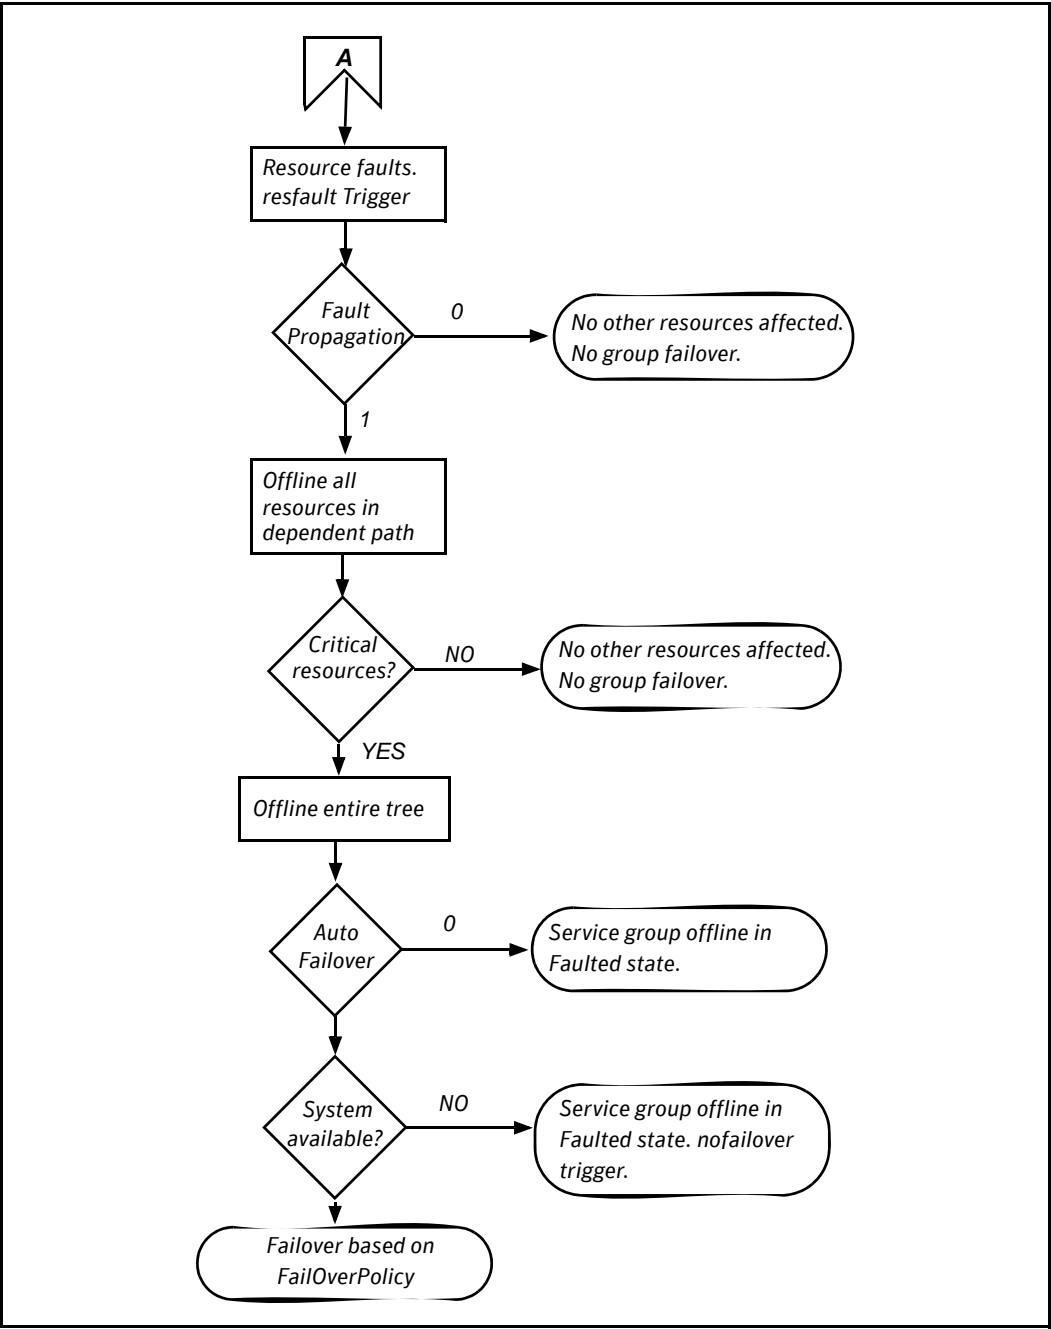 A
Resource faults.
resfault Trigger
Fault
Propagation
0
No other resources affected.
No group failover.
1
Offline all
resources in
dependent path
Critical
resources?
NO
No other resources affected.
No group failover.
YES
Offline entire tree
Auto
Failover
0
Service group offline in
Faulted state.
System
available?
NO
Service group offline in
Faulted state. nofailover
trigger.
Failover based on
FailOverPolicy